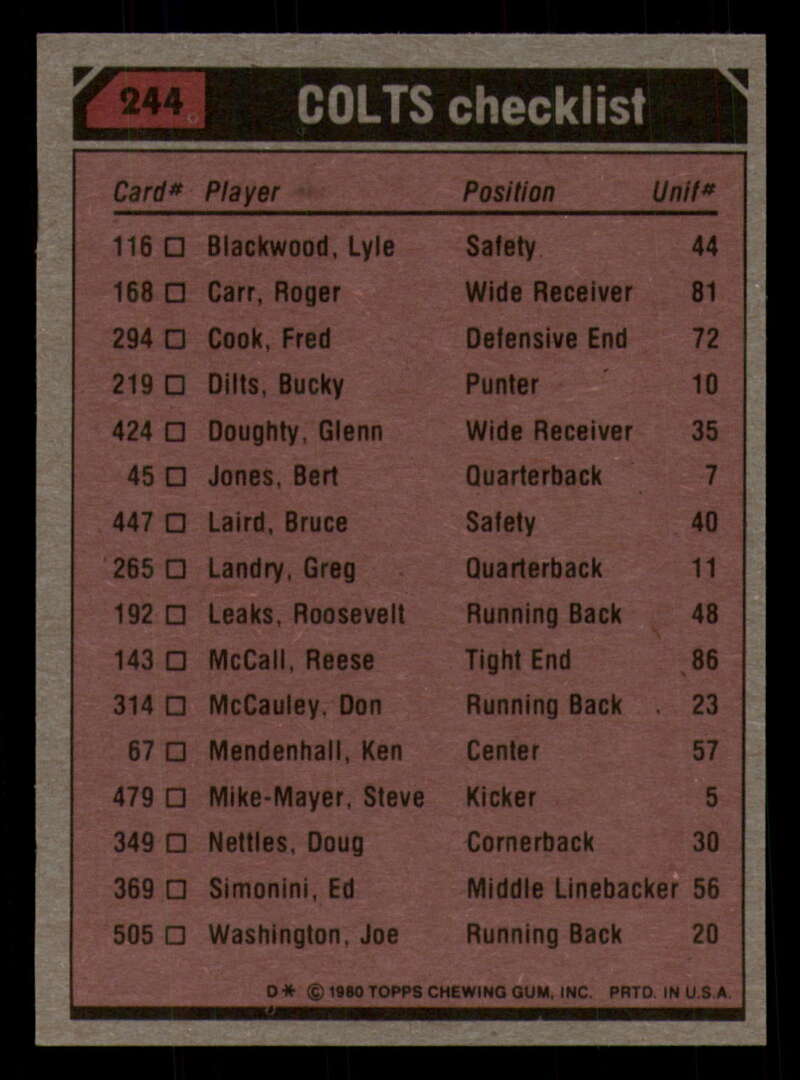 244 COLTS checklist
Card# Player Position Unif#
116 □ Blackwood, Lyle Safety 44
168 □ Carr, Roger Wide Receiver 81
294 □ Cook, Fred Defensive End 72
219 □ Dilts, Bucky Punter 10
424 □ Doughty, Glenn Wide Receiver 35
45 □ Jones, Bert Quarterback 7
447 □ Laird, Bruce Safety 40
265 □ Landry, Greg Quarterback 11
192 □ Leaks, Roosevelt Running Back 48
143 □ McCall, Reese Tight End 86
314 □ McCauley, Don Running Back 23
67 □ Mendenhall, Ken Center 57
479 □ Mike-Mayer, Steve Kicker 5
349 □ Nettles, Doug Cornerback 30
369 □ Simonini, Ed Middle Linebacker 56
505 □ Washington, Joe Running Back 20
D* © 1980 TOPPS CHEWING GUM, INC. PRTD. IN U.S.A.